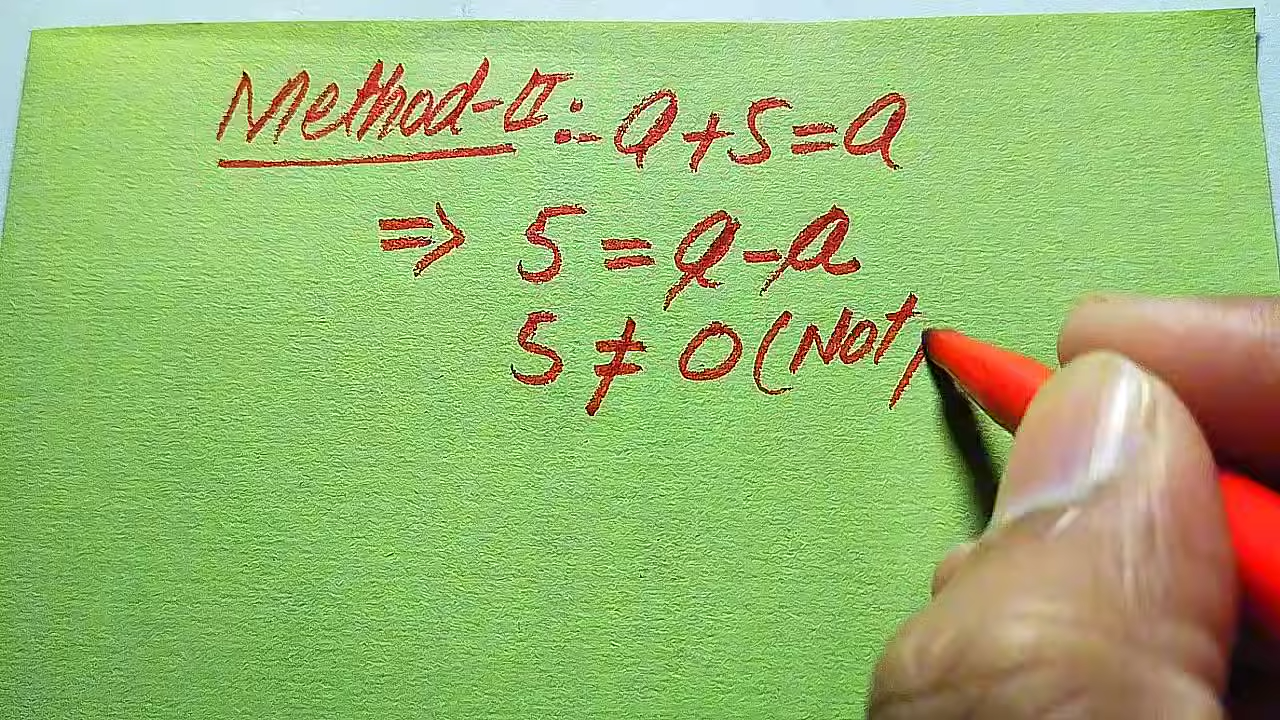 Method-II:- a+5=a
=> 5=a-a
5≠0(Not)